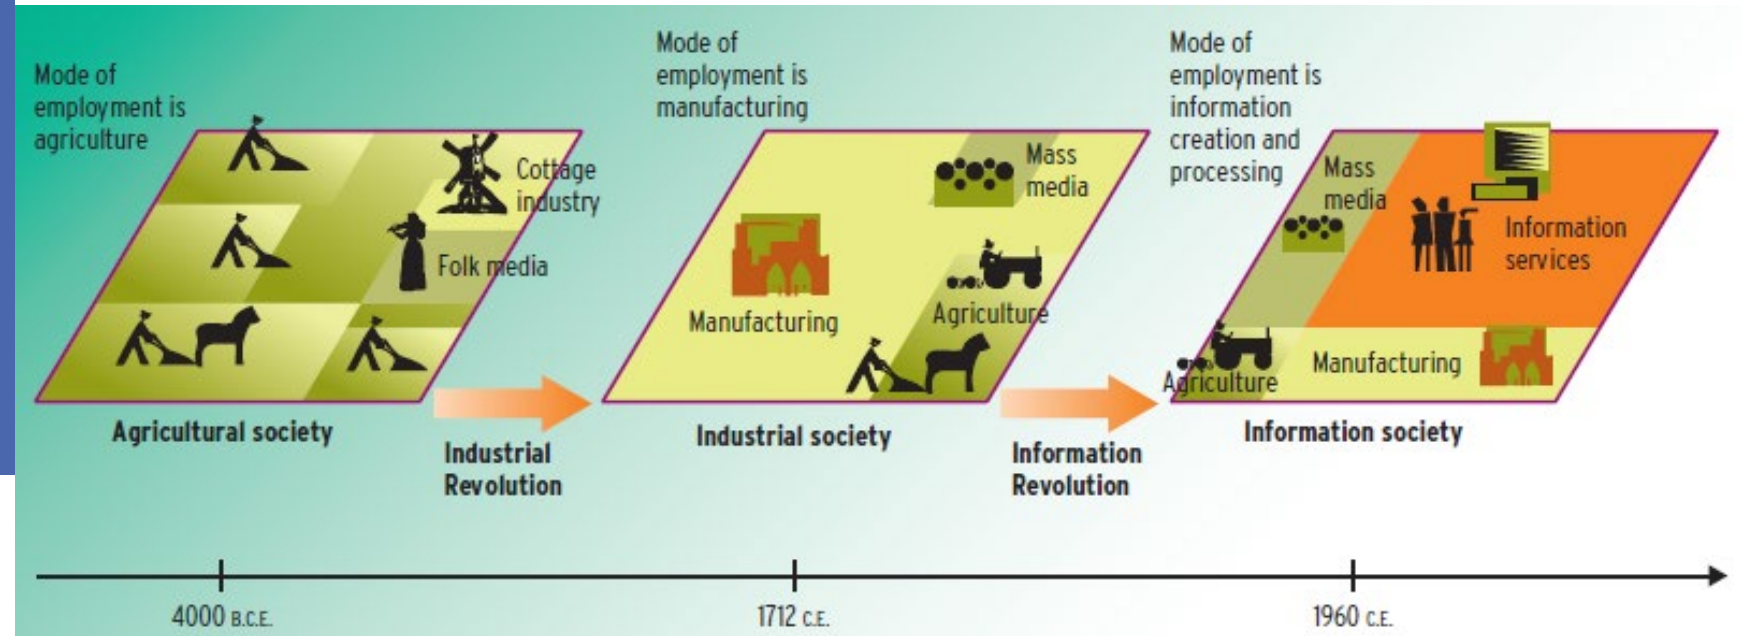 Mode of
employment is
agriculture
Cottage
industry
Folk media
Agricultural society
Industrial
Revolution
Mode of
employment is
manufacturing
Mass
media
Manufacturing
Agriculture
Industrial society
Information
Revolution
Mode of
employment is
information
creation and
processing
Mass
media
Information
services
Agriculture
Manufacturing
Information society
4000 B.C.E.
1712 C.E.
1960 C.E.